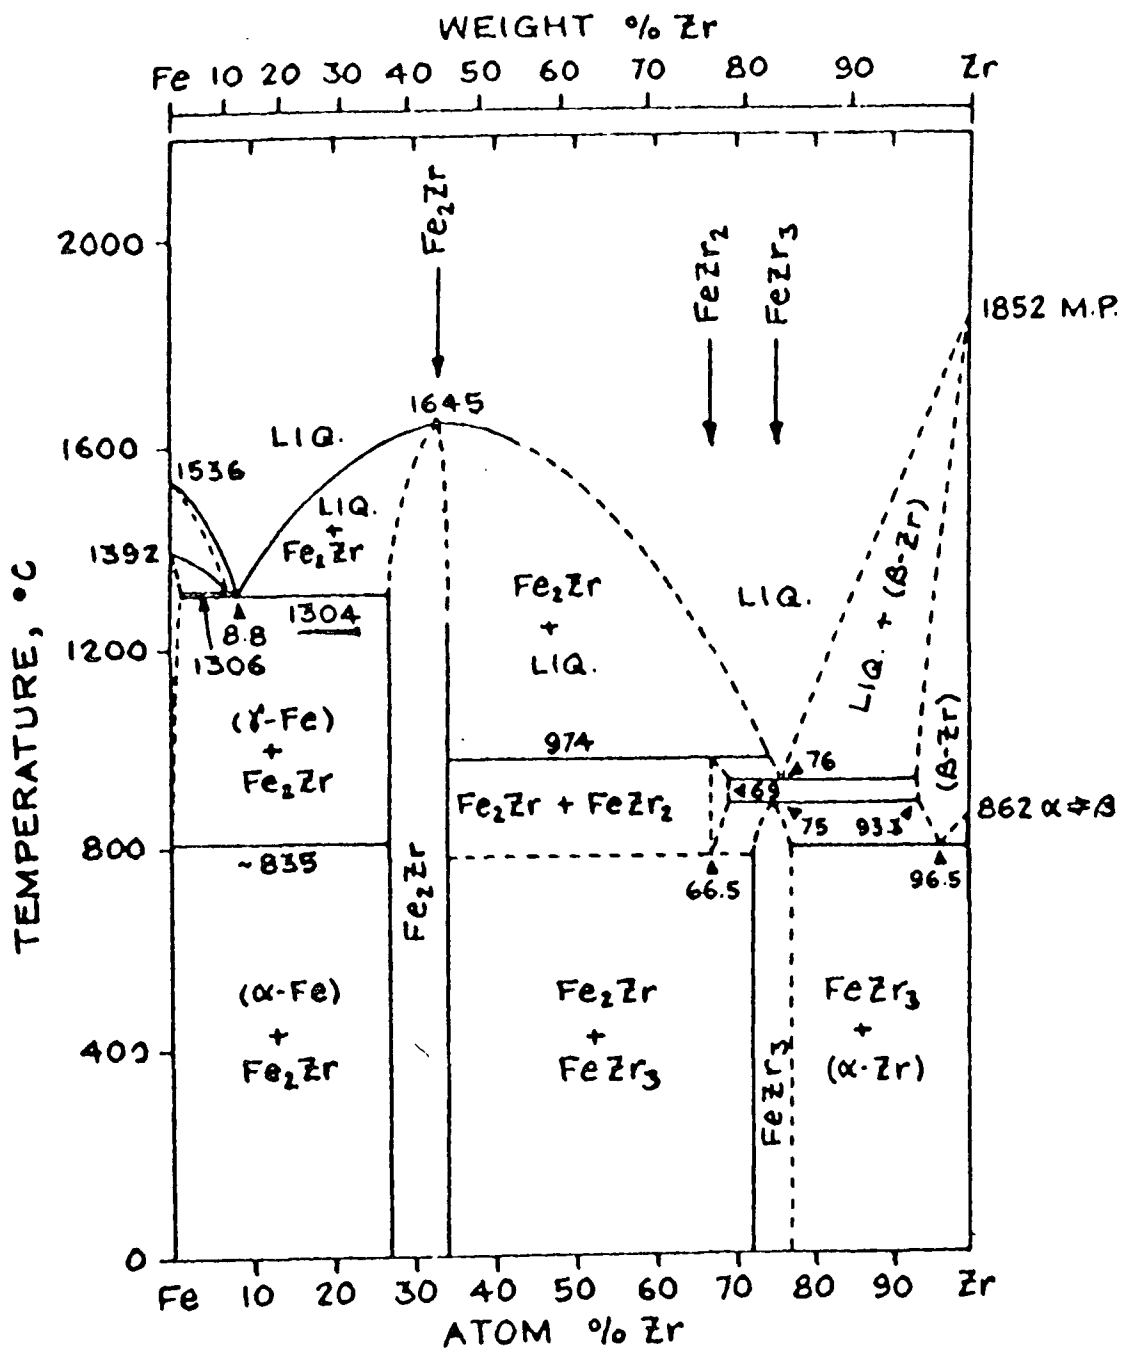 WEIGHT % Zr
Fe 10 20 30 40 50 60 70 80 90 Zr
Fe₂Zr
FeZr₂
FeZr₃
2000
1852 M.P.
1645
LIQ.
1600
1536
LIQ.
+
Fe₂Zr
1392
LIQ. + (β-Zr)
Fe₂Zr
+
LIQ.
LIQ.
1304
8.8
1306
1200
TEMPERATURE, °C
(γ-Fe)
+
Fe₂Zr
974
76
(β-Zr)
69
Fe₂Zr + FeZr₂
75
93.3
862 α⇌β
800
~835
Fe₂Zr
66.5
96.5
(α-Fe)
+
Fe₂Zr
Fe₂Zr
+
FeZr₃
FeZr₃
FeZr₃
+
(α-Zr)
400
0
Fe 10 20 30 40 50 60 70 80 90 Zr
ATOM % Zr